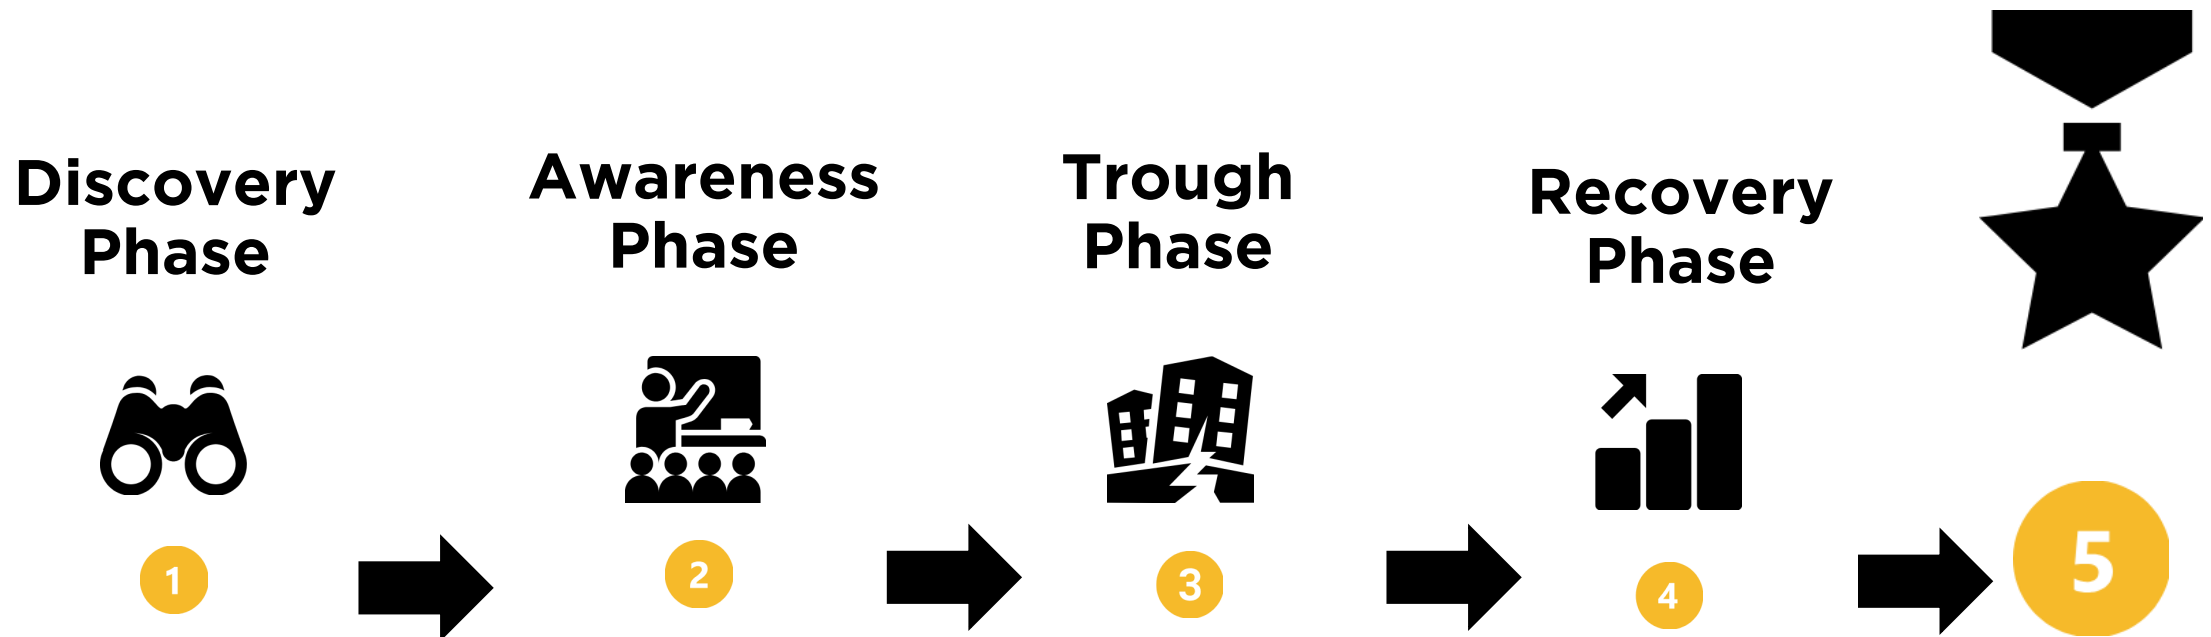 Discovery
Phase
Awareness
Phase
Trough
Phase
Recovery
Phase
1
2
3
4
5